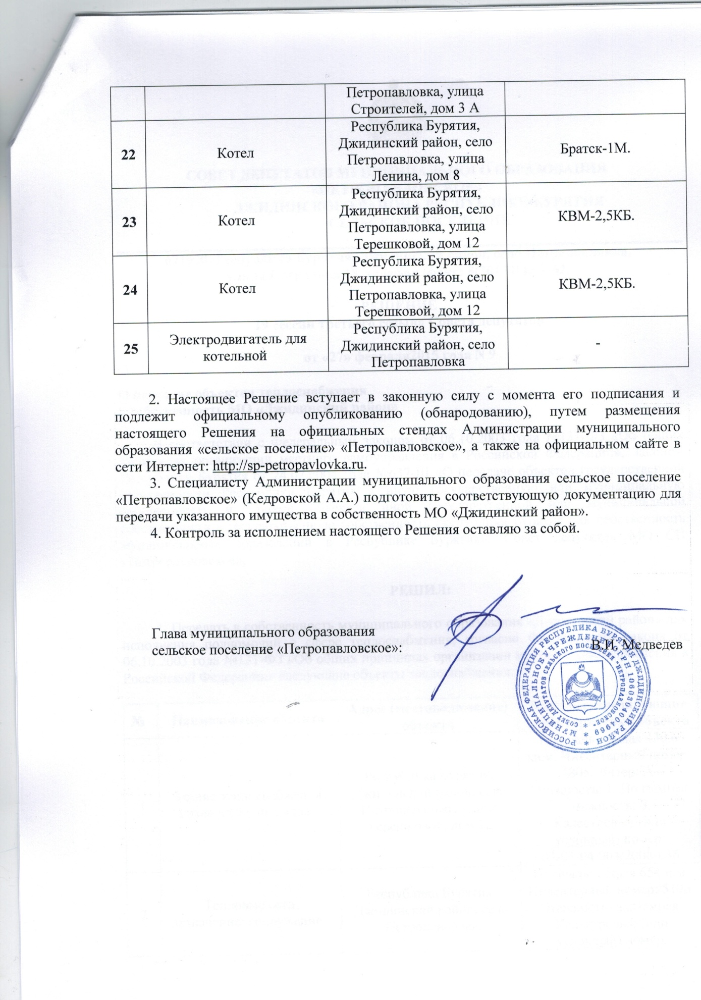 Петропавловка, улица
Строителей, дом 3 А
22
Котел
Республика Бурятия,
Джидинский район, село
Петропавловка, улица
Ленина, дом 8
Братск-1М.
23
Котел
Республика Бурятия,
Джидинский район, село
Петропавловка, улица
Терешковой, дом 12
КВМ-2,5КБ.
24
Котел
Республика Бурятия,
Джидинский район, село
Петропавловка, улица
Терешковой, дом 12
КВМ-2,5КБ.
25
Электродвигатель для
котельной
Республика Бурятия,
Джидинский район, село
Петропавловка
-
2. Настоящее Решение вступает в законную силу с момента его подписания и
подлежит официальному опубликованию (обнародованию), путем размещения
настоящего Решения на официальных стендах Администрации муниципального
образования «сельское поселение» «Петропавловское», а также на официальном сайте в
сети Интернет: http://sp-petropavlovka.ru.
3. Специалисту Администрации муниципального образования сельское поселение
«Петропавловское» (Кедровской А.А.) подготовить соответствующую документацию для
передачи указанного имущества в собственность МО «Джидинский район».
4. Контроль за исполнением настоящего Решения оставляю за собой.
Глава муниципального образования
сельское поселение «Петропавловское»:
В.И. Медведев
РОССИЙСКАЯ ФЕДЕРАЦИЯ РЕСПУБЛИКА БУРЯТИЯ ДЖИДИНСКИЙ РАЙОН *
МУНИЦИПАЛЬНОЕ УЧРЕЖДЕНИЕ ОГРН 1060304004969 *
СОВЕТ ДЕПУТАТОВ СЕЛЬСКОГО ПОСЕЛЕНИЯ "ПЕТРОПАВЛОВСКОЕ" *